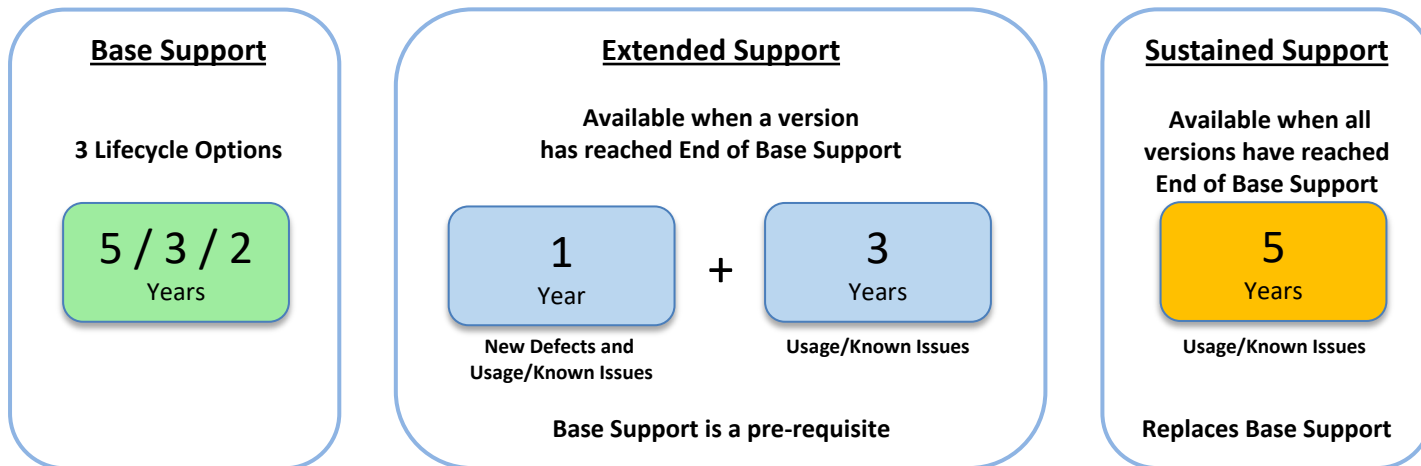 Base Support
3 Lifecycle Options
5 / 3 / 2
Years
Extended Support
Available when a version
has reached End of Base Support
1
Year
+
3
Years
New Defects and
Usage/Known Issues
Usage/Known Issues
Base Support is a pre-requisite
Sustained Support
Available when all
versions have reached
End of Base Support
5
Years
Usage/Known Issues
Replaces Base Support